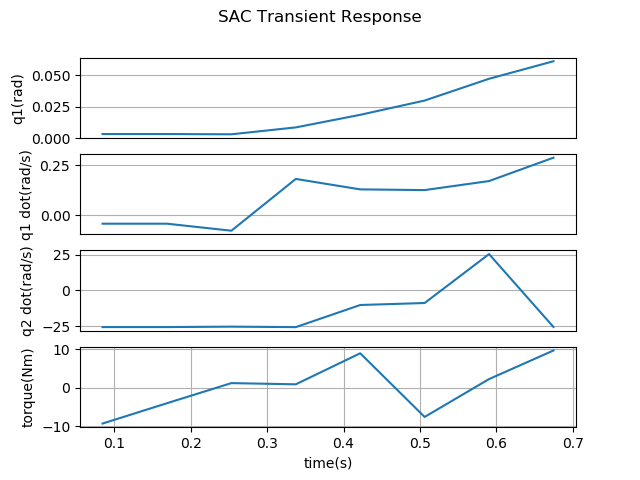 SAC Transient Response
q1(rad)
0.050
0.025
0.000
q1 dot(rad/s)
0.25
0.00
q2 dot(rad/s)
25
0
−25
torque(Nm)
10
0
−10
0.1 0.2 0.3 0.4 0.5 0.6 0.7
time(s)